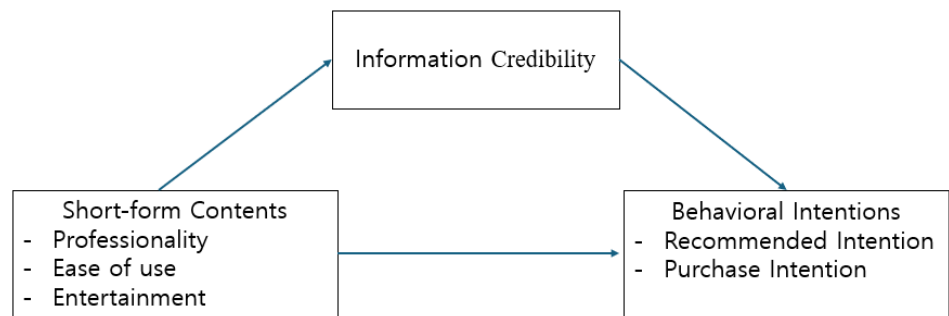 Information Credibility
Short-form Contents
- Professionality
- Ease of use
- Entertainment
Behavioral Intentions
- Recommended Intention
- Purchase Intention